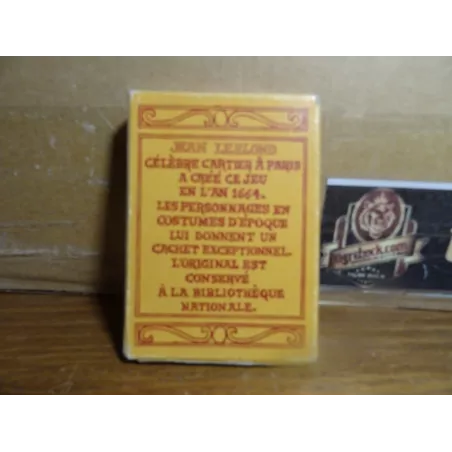 JEAN LEBLOND
CÉLÈBRE CARTIER À PARIS
A CRÉÉ CE JEU
EN L'AN 1664.
LES PERSONNAGES EN
COSTUMES D'ÉPOQUE
LUI DONNENT UN
CACHET EXCEPTIONNEL.
L'ORIGINAL EST
CONSERVÉ
À LA BIBLIOTHÈQUE
NATIONALE.